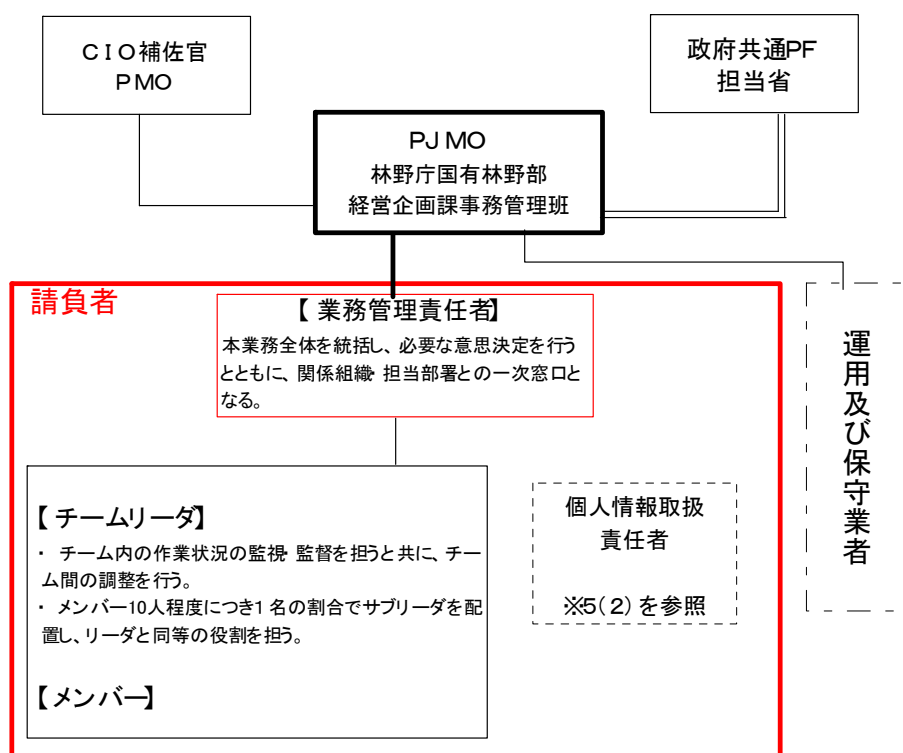 CIO補佐官
PMO
政府共通PF
担当省
PJMO
林野庁国有林野部
経営企画課事務管理班
請負者
【業務管理責任者】
本業務全体を統括し、必要な意思決定を行う
とともに、関係組織・担当部署との一次窓口と
なる。
運用及び保守業者
【チームリーダ】
・ チーム内の作業状況の監視・監督を担うと共に、チー
ム間の調整を行う。
・ メンバー10人程度につき1名の割合でサブリーダを配
置し、リーダと同等の役割を担う。
【メンバー】
個人情報取扱
責任者
※5(2)を参照